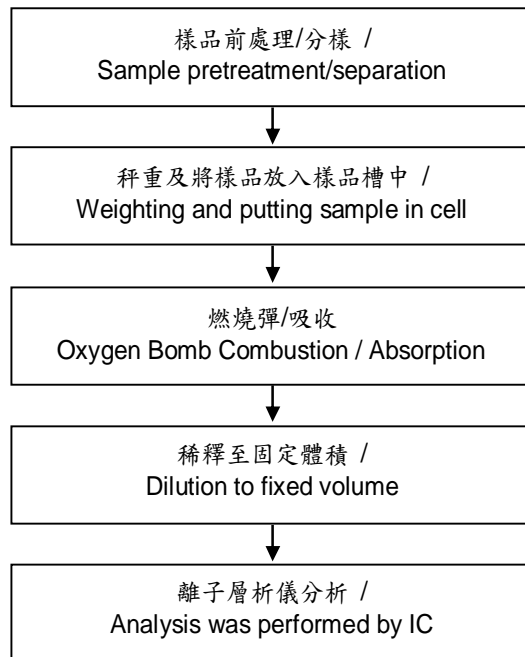 樣品前處理/分樣 /
Sample pretreatment/separation
秤重及將樣品放入樣品槽中 /
Weighting and putting sample in cell
燃燒彈/吸收
Oxygen Bomb Combustion / Absorption
稀釋至固定體積 /
Dilution to fixed volume
離子層析儀分析 /
Analysis was performed by IC